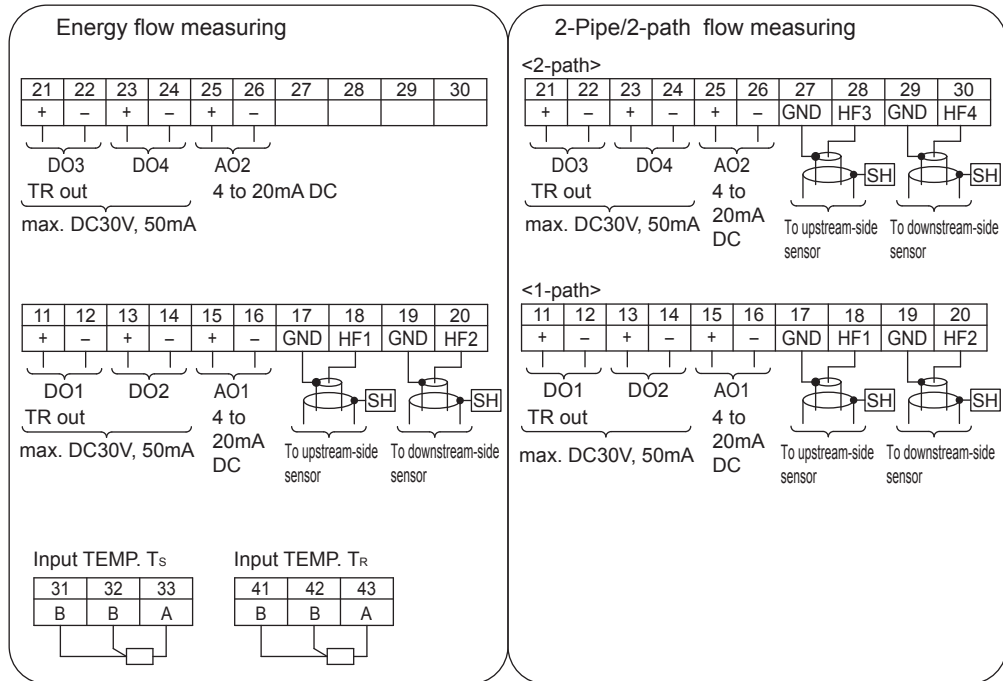 Energy flow measuring
21 22 23 24 25 26 27 28 29 30
+ – + – + –
DO3 DO4 AO2
TR out 4 to 20mA DC
max. DC30V, 50mA
11 12 13 14 15 16 17 18 19 20
+ – + – + – GND HF1 GND HF2
DO1 DO2 AO1 SH SH
TR out 4 to
max. DC30V, 50mA 20mA To upstream-side To downstream-side
DC sensor sensor
Input TEMP. TS Input TEMP. TR
31 32 33 41 42 43
B B A B B A
2-Pipe/2-path flow measuring
<2-path>
21 22 23 24 25 26 27 28 29 30
+ – + – + – GND HF3 GND HF4
DO3 DO4 AO2 SH SH
TR out 4 to
max. DC30V, 50mA 20mA To upstream-side To downstream-side
DC sensor sensor
<1-path>
11 12 13 14 15 16 17 18 19 20
+ – + – + – GND HF1 GND HF2
DO1 DO2 AO1 SH SH
TR out 4 to
max. DC30V, 50mA 20mA To upstream-side To downstream-side
DC sensor sensor